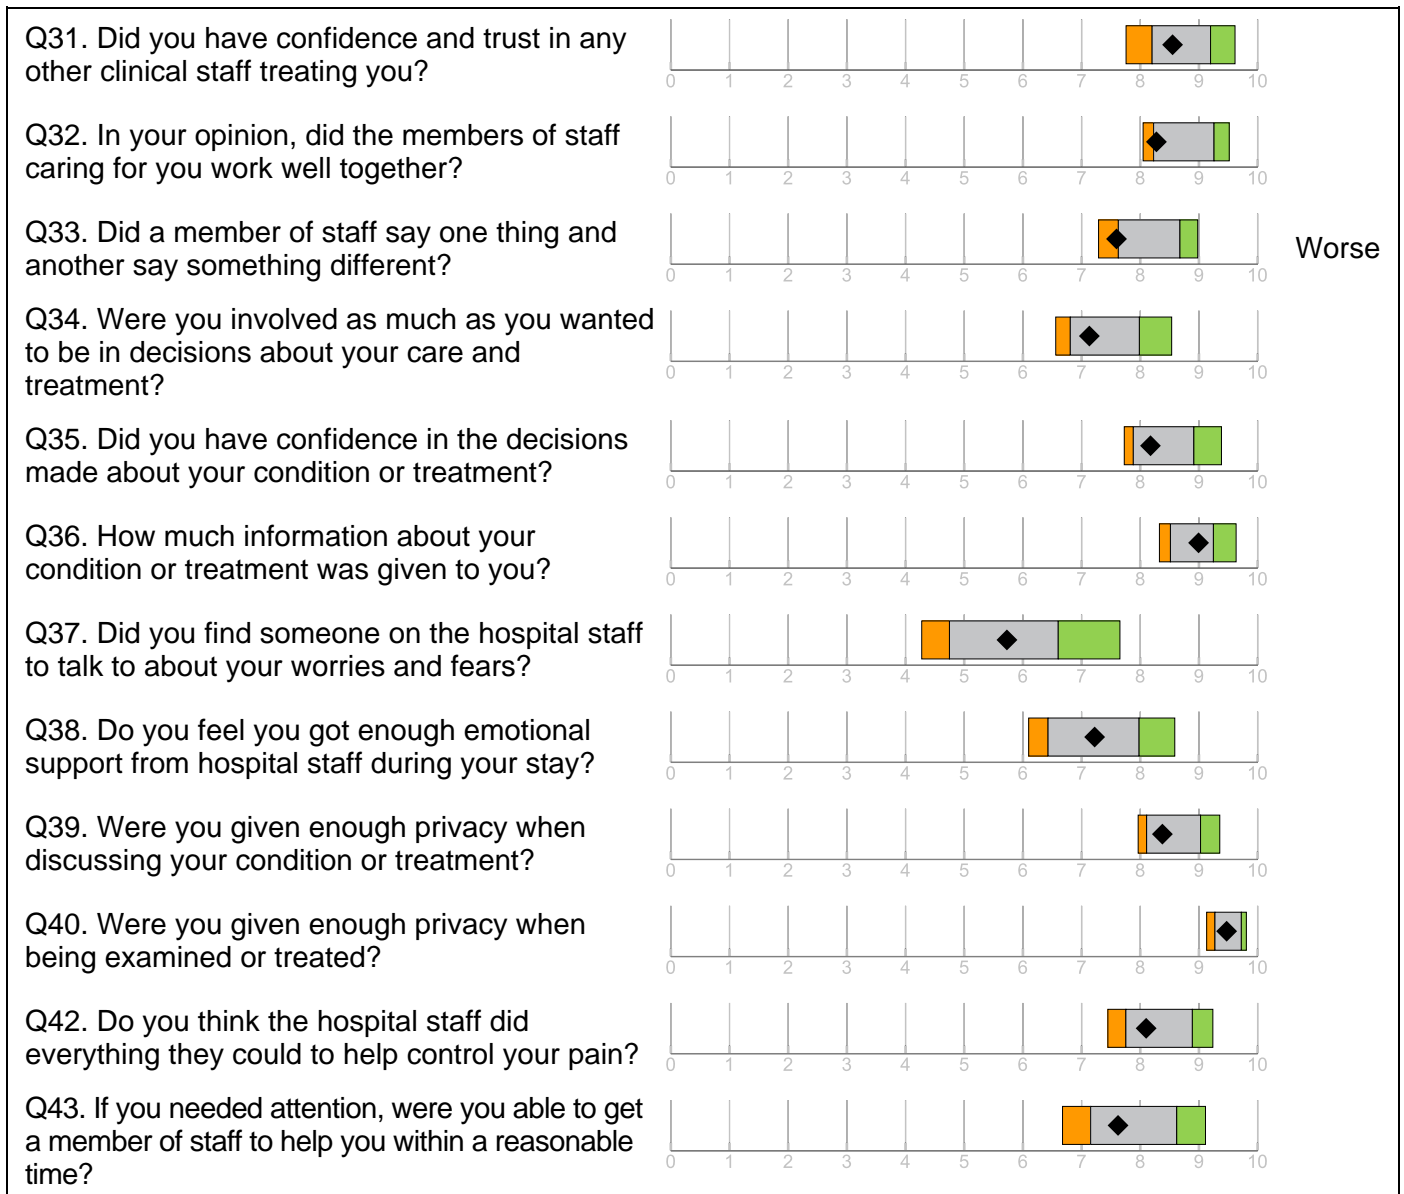 Q31. Did you have confidence and trust in any
other clinical staff treating you?
0 1 2 3 4 5 6 7 8 9 10
Q32. In your opinion, did the members of staff
caring for you work well together?
0 1 2 3 4 5 6 7 8 9 10
Q33. Did a member of staff say one thing and
another say something different?
Worse
0 1 2 3 4 5 6 7 8 9 10
Q34. Were you involved as much as you wanted
to be in decisions about your care and
treatment?
0 1 2 3 4 5 6 7 8 9 10
Q35. Did you have confidence in the decisions
made about your condition or treatment?
0 1 2 3 4 5 6 7 8 9 10
Q36. How much information about your
condition or treatment was given to you?
0 1 2 3 4 5 6 7 8 9 10
Q37. Did you find someone on the hospital staff
to talk to about your worries and fears?
0 1 2 3 4 5 6 7 8 9 10
Q38. Do you feel you got enough emotional
support from hospital staff during your stay?
0 1 2 3 4 5 6 7 8 9 10
Q39. Were you given enough privacy when
discussing your condition or treatment?
0 1 2 3 4 5 6 7 8 9 10
Q40. Were you given enough privacy when
being examined or treated?
0 1 2 3 4 5 6 7 8 9 10
Q42. Do you think the hospital staff did
everything they could to help control your pain?
0 1 2 3 4 5 6 7 8 9 10
Q43. If you needed attention, were you able to get
a member of staff to help you within a reasonable
time?
0 1 2 3 4 5 6 7 8 9 10